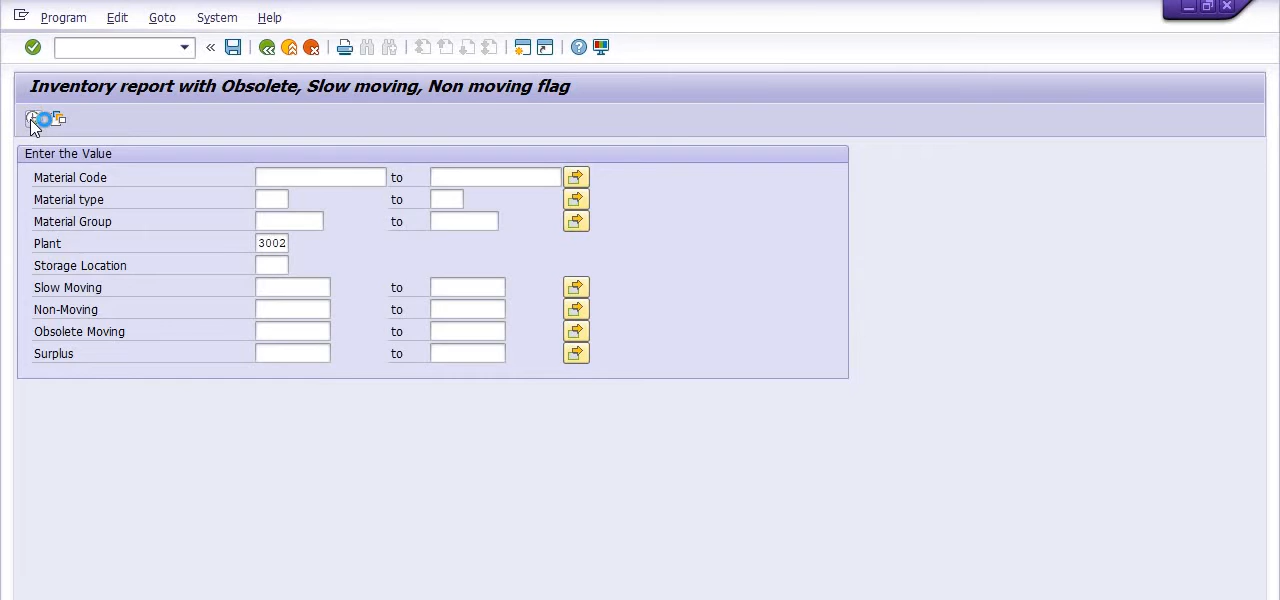 Program Edit Goto System Help
Inventory report with Obsolete, Slow moving, Non moving flag
Enter the Value
Material Code to
Material type to
Material Group to
Plant 3002
Storage Location
Slow Moving to
Non-Moving to
Obsolete Moving to
Surplus to